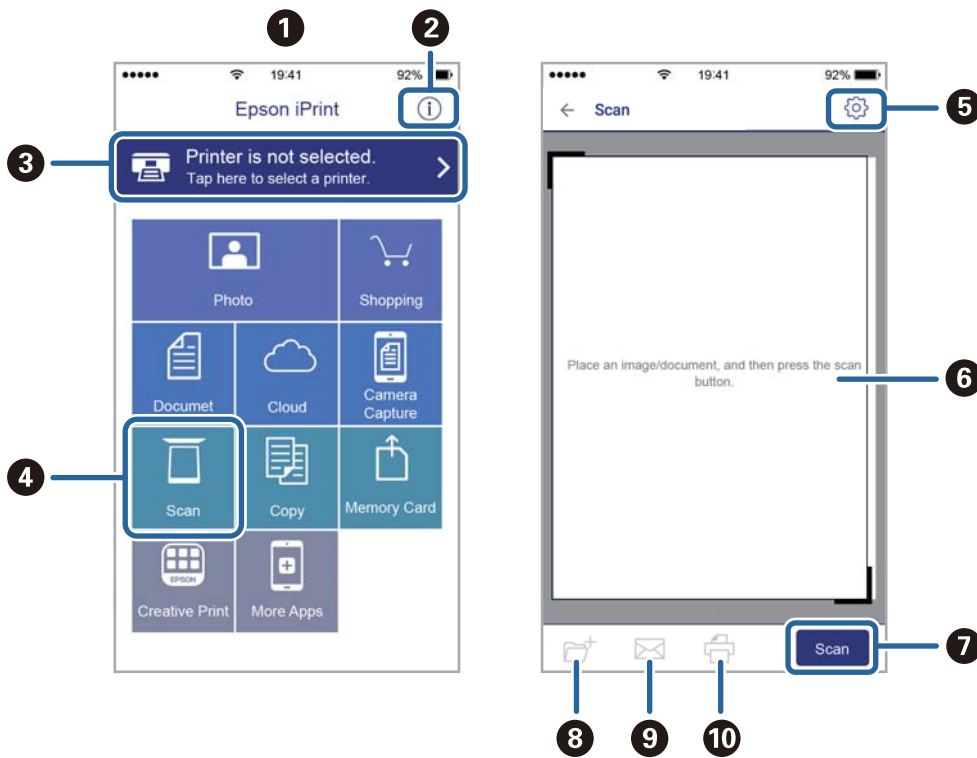 1
2
19:41
92%
Epson iPrint
3
Printer is not selected.
Tap here to select a printer.
Photo
Shopping
Documet
Cloud
Camera
Capture
4
Scan
Copy
Memory Card
EPSON
Creative Print
More Apps
19:41
92%
Scan
5
Place an image/document, and then press the scan
button.
6
Scan
7
8
9
10